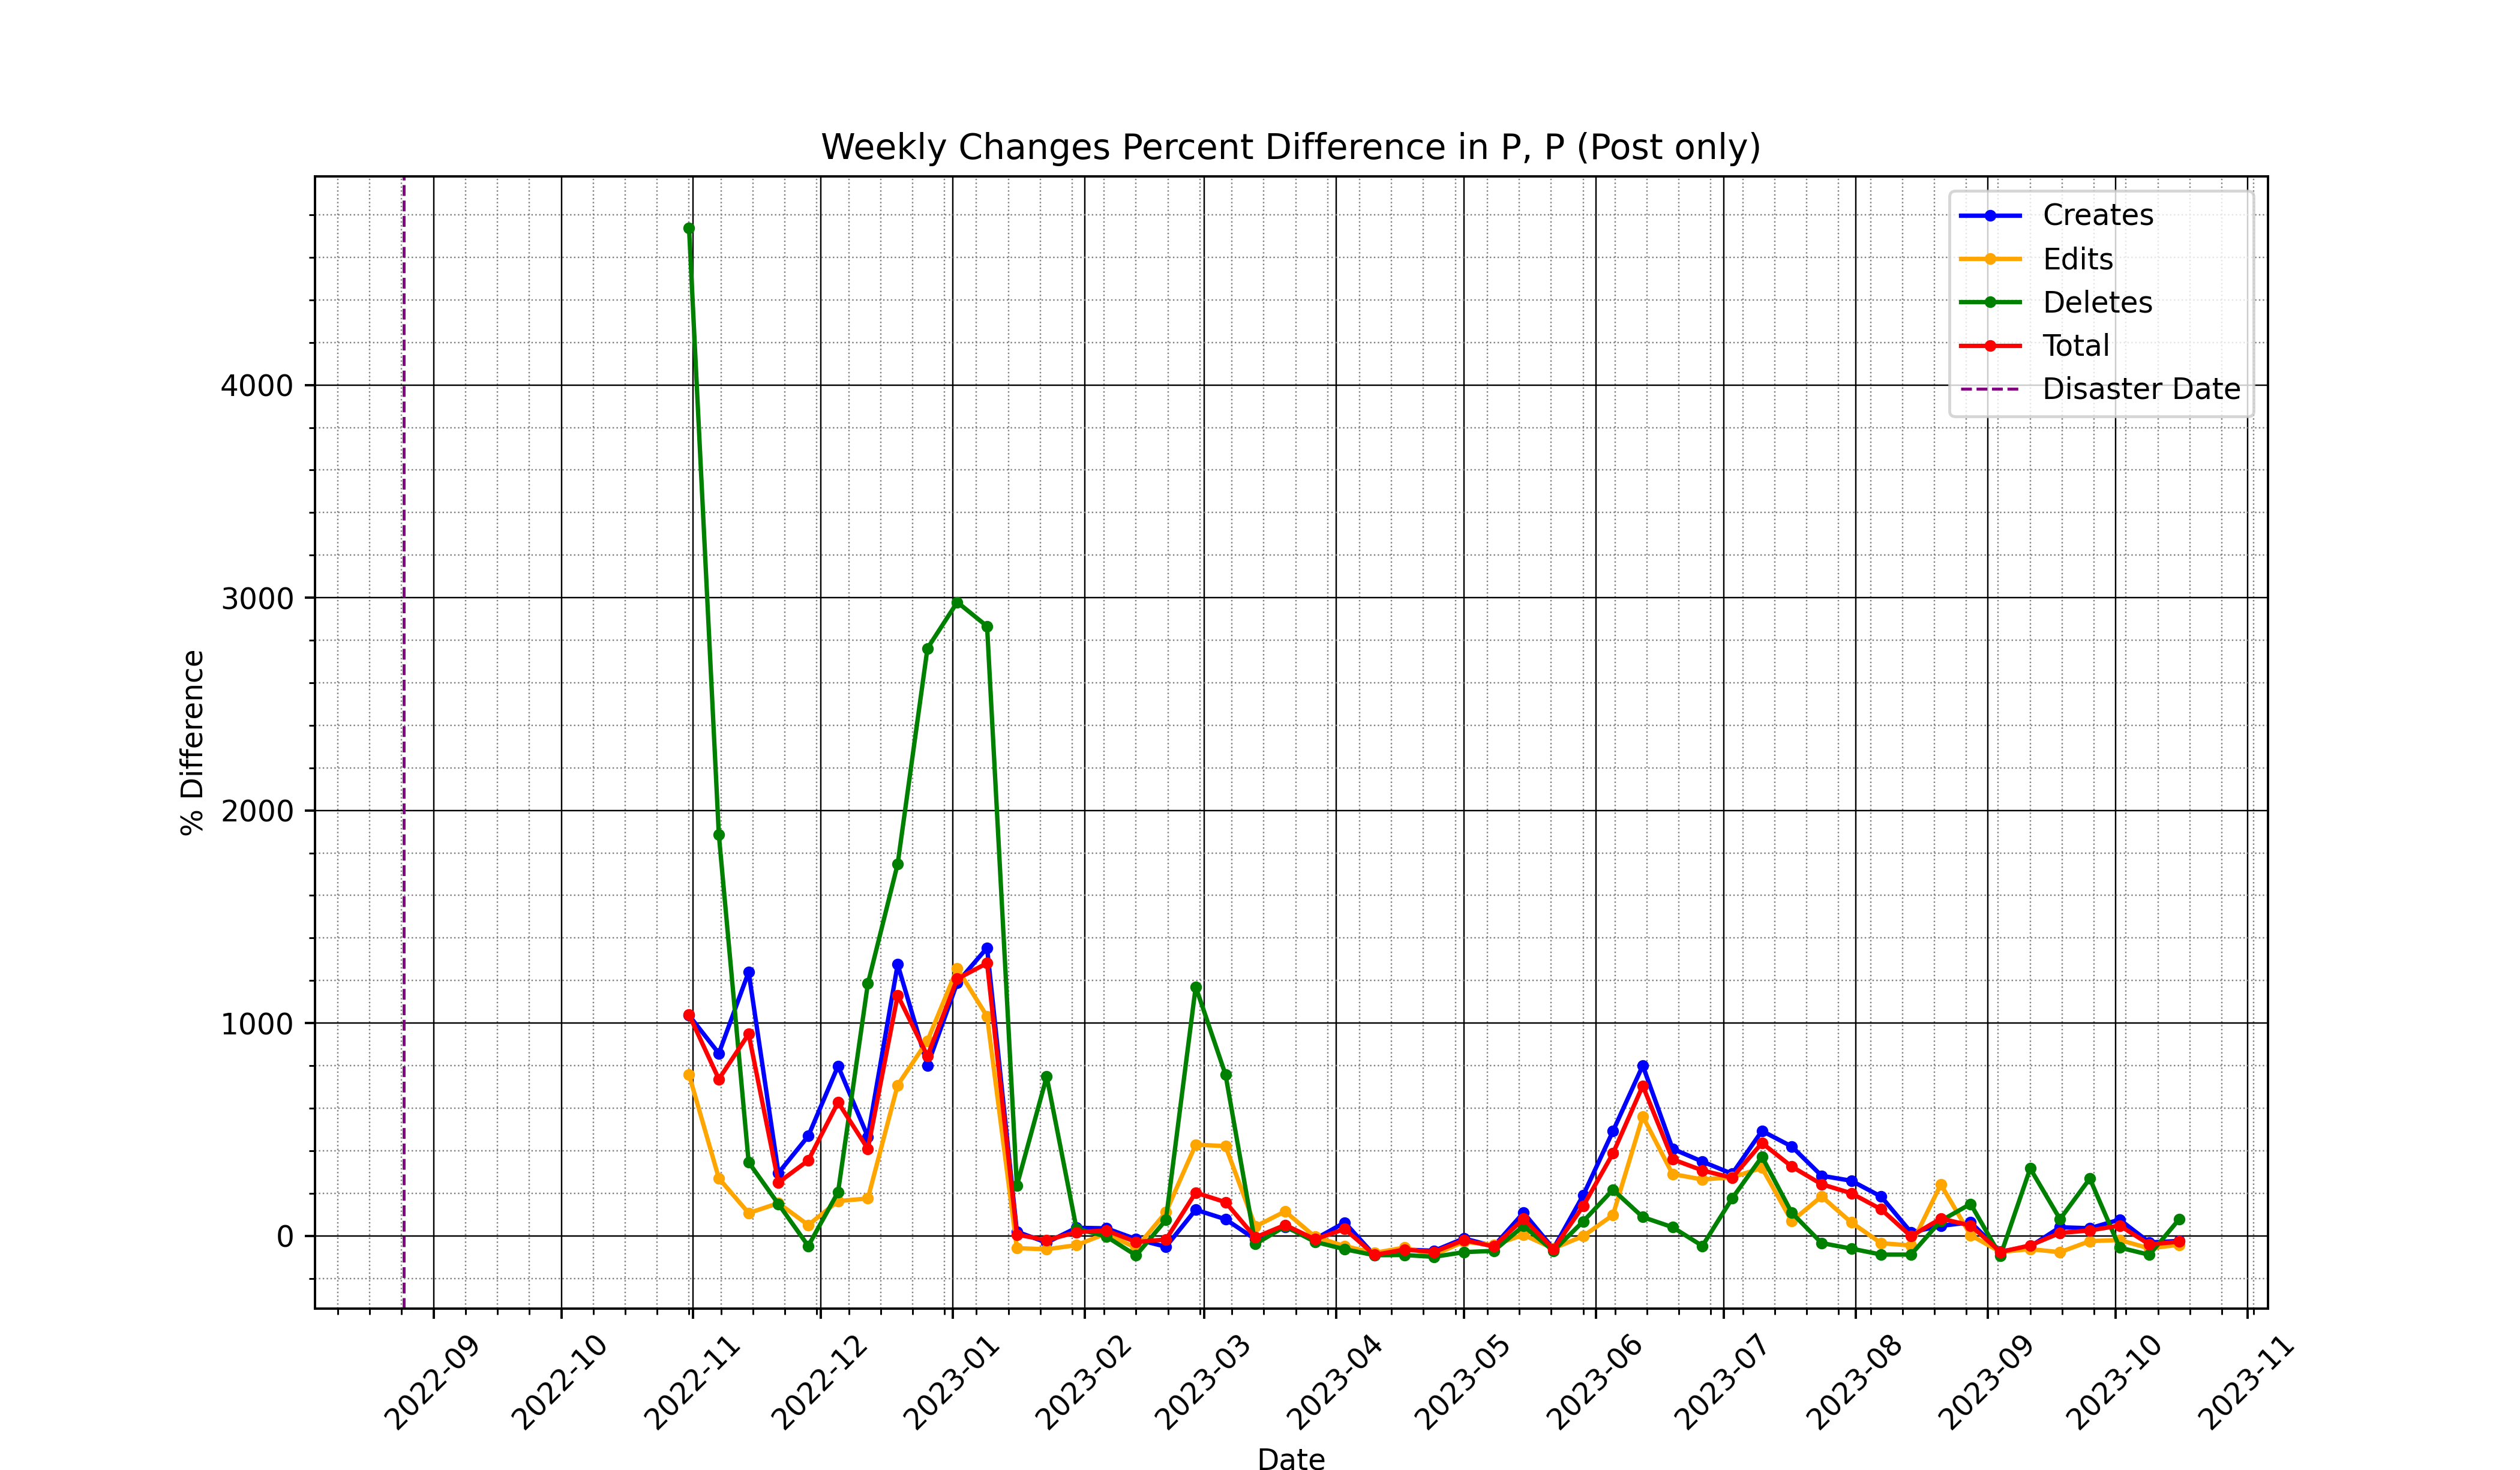 Weekly Changes Percent Difference in P, P (Post only)
Creates
Edits
Deletes
Total
Disaster Date
4000
3000
2000
1000
0
% Difference
2022-09
2022-10
2022-11
2022-12
2023-01
2023-02
2023-03
2023-04
2023-05
2023-06
2023-07
2023-08
2023-09
2023-10
2023-11
Date